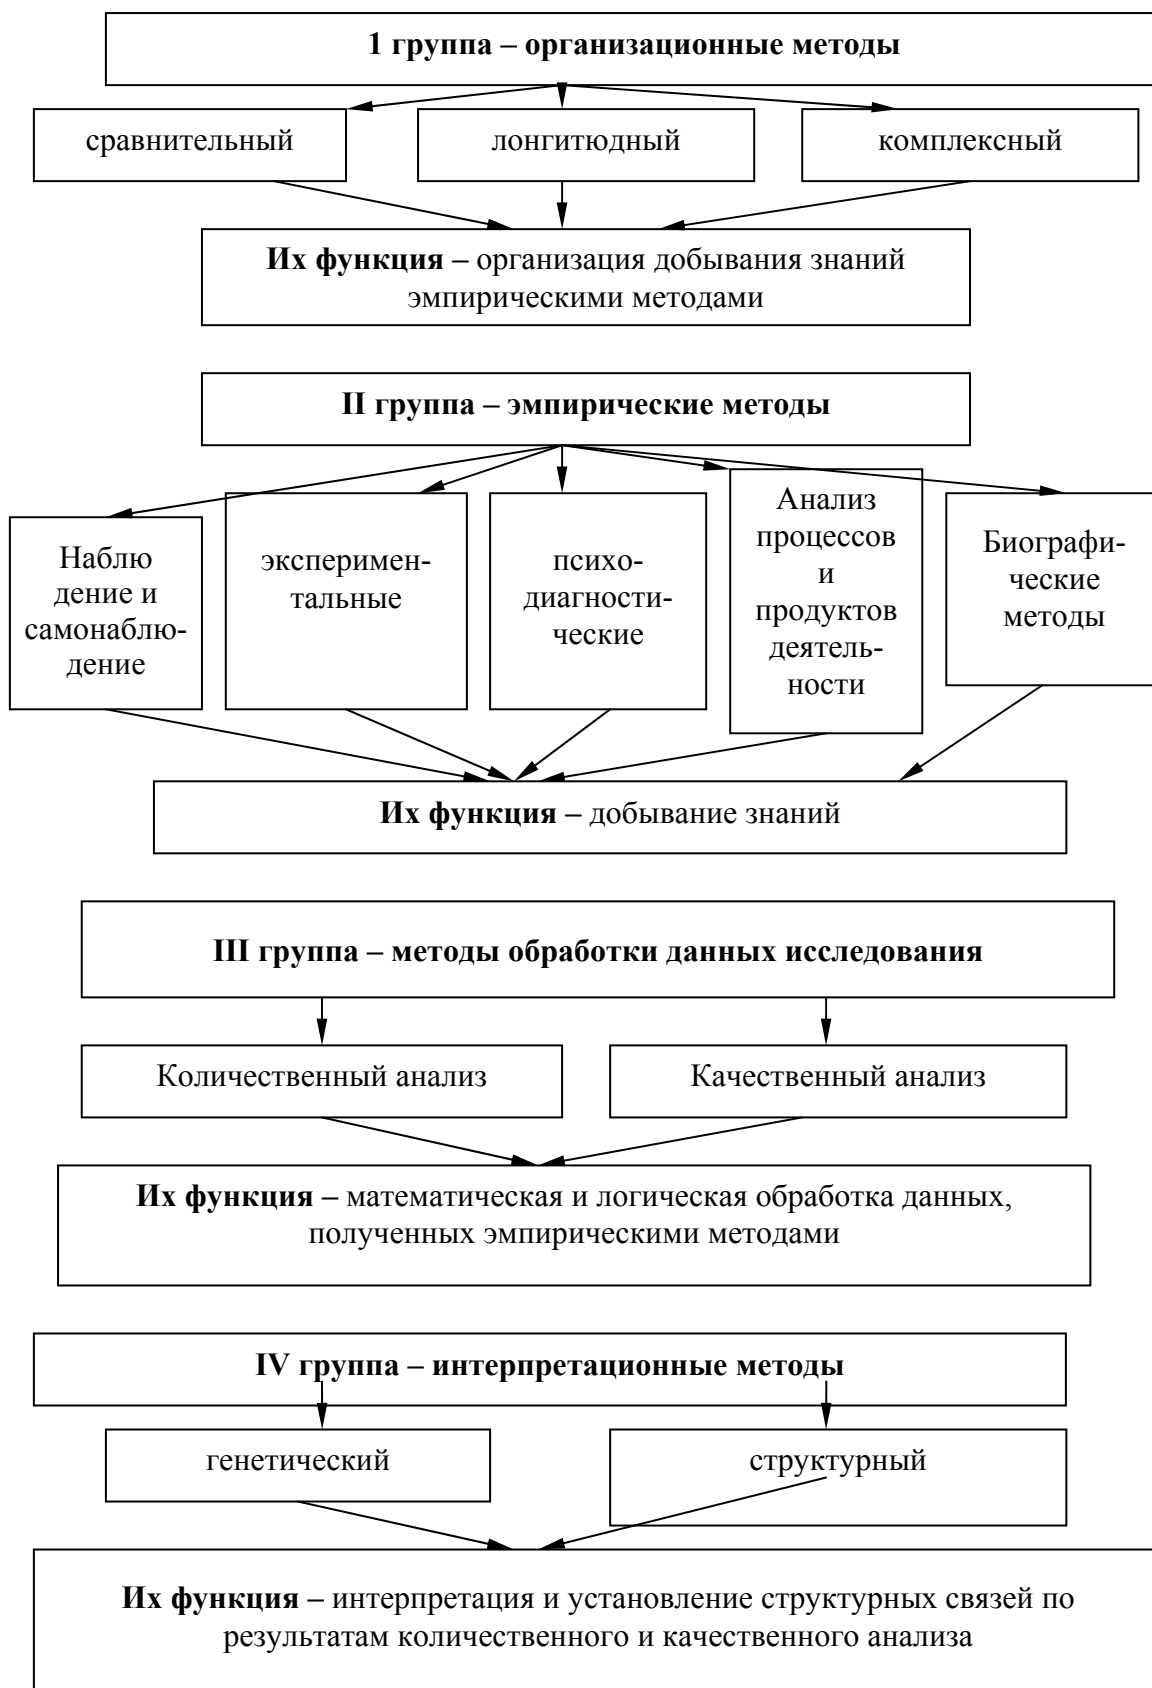 1 группа – организационные методы
сравнительный
лонгитюдный
комплексный
Их функция – организация добывания знаний
эмпирическими методами
II группа – эмпирические методы
Наблю
дение и
самонаблю-
дение
эксперимен-
тальные
психо-
диагности-
ческие
Анализ
процессов
и
продуктов
деятель-
ности
Биографи-
ческие
методы
Их функция – добывание знаний
III группа – методы обработки данных исследования
Количественный анализ
Качественный анализ
Их функция – математическая и логическая обработка данных,
полученных эмпирическими методами
IV группа – интерпретационные методы
генетический
структурный
Их функция – интерпретация и установление структурных связей по
результатам количественного и качественного анализа